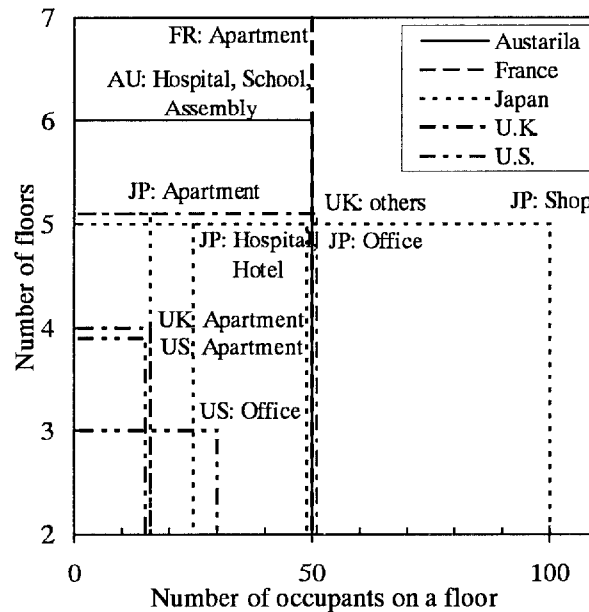 7
FR: Apartment
AU: Hospital, School,
Assembly
6
Austarila
France
Japan
U.K.
U.S.
JP: Apartment
UK: others
JP: Shop
5
JP: Hospital,
Hotel
JP: Office
4
UK: Apartment
US: Apartment
US: Office
3
2
0
50
100
Number of floors
Number of occupants on a floor